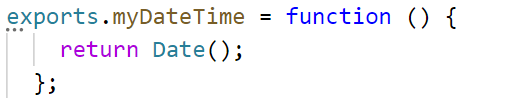 exports.myDateTime = function () {
    return Date();
  };